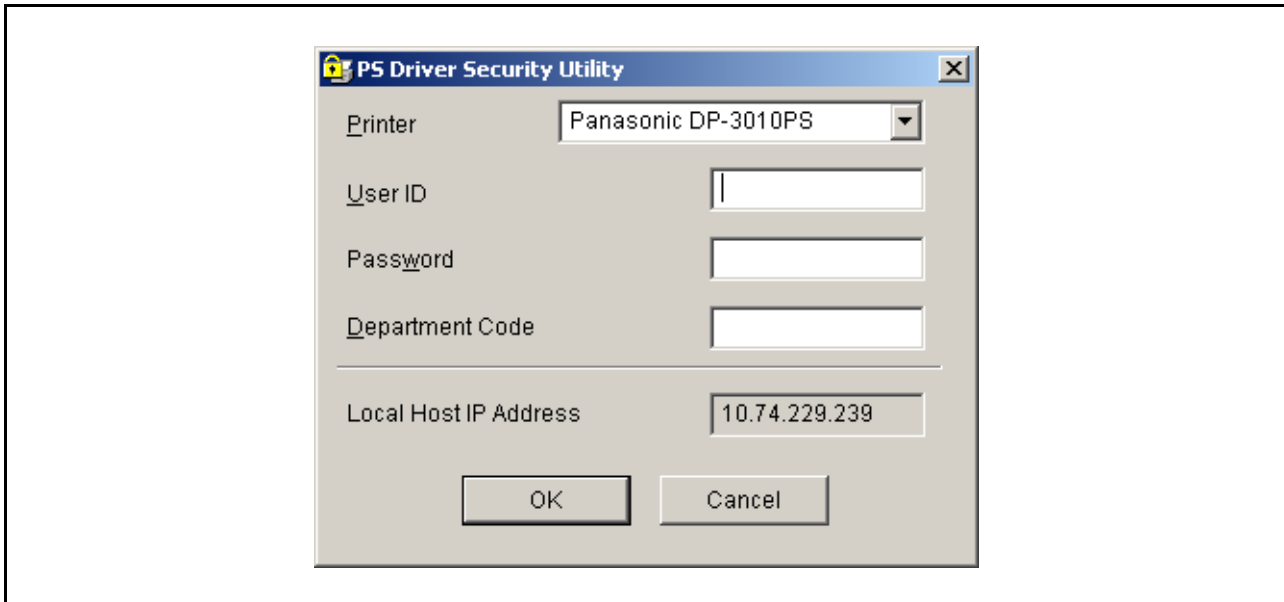 PS Driver Security Utility
Printer Panasonic DP-3010PS
User ID
Password
Department Code
Local Host IP Address 10.74.229.239
OK Cancel